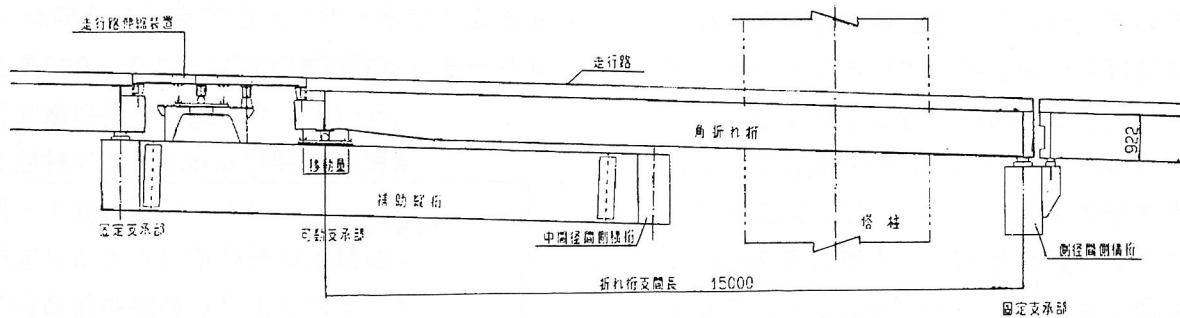 走行路伸縮装置
走行路
角折れ桁
922
移動量
補助縦桁
固定支承部
可動支承部
中間径間側横桁
塔柱
側径間側横桁
折れ桁支間長 15000
固定支承部